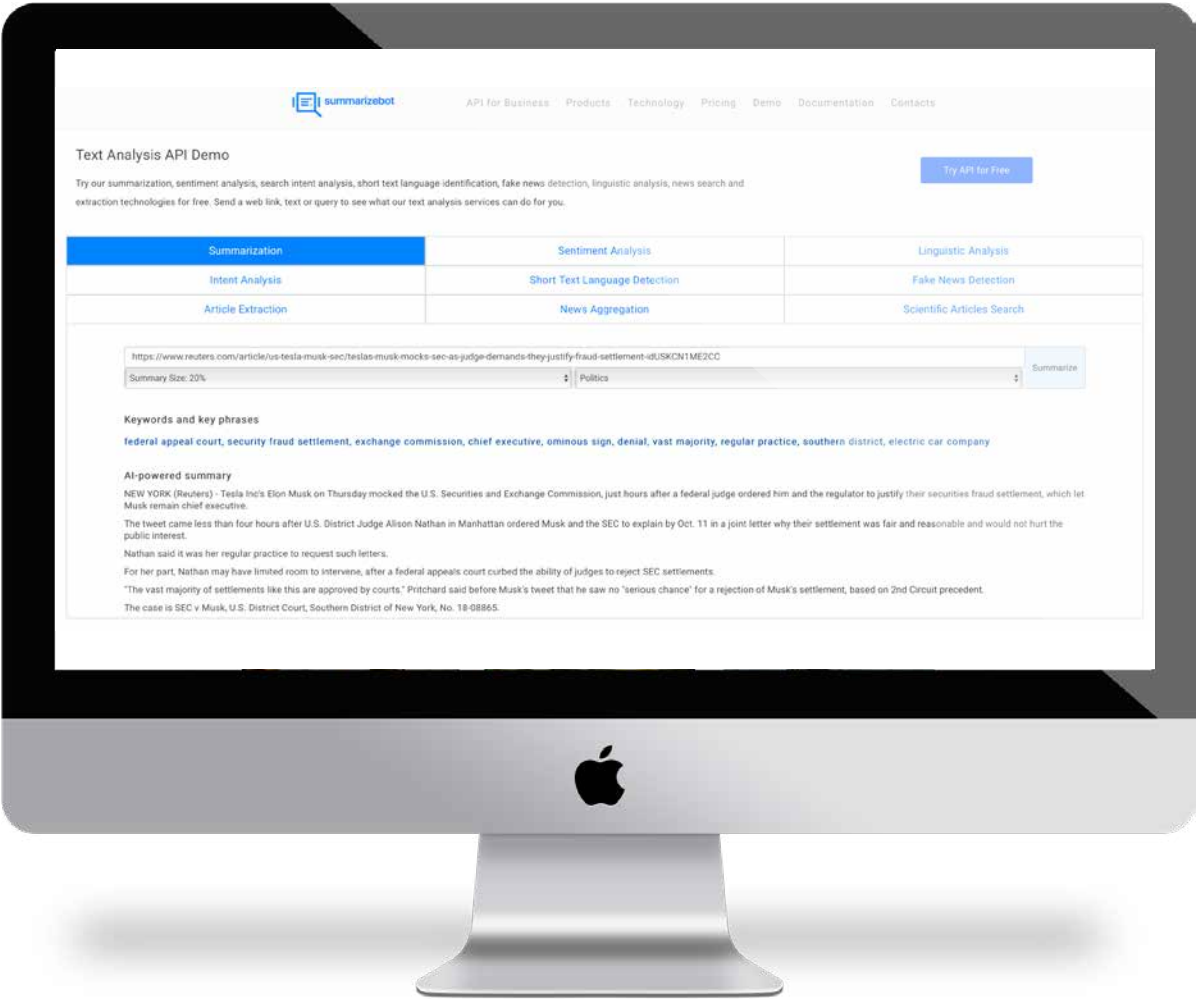 summarizebot
API for Business Products Technology Pricing Demo Documentation Contacts
Text Analysis API Demo
Try API for Free
Try our summarization, sentiment analysis, search intent analysis, short text language identification, fake news detection, linguistic analysis, news search and
extraction technologies for free. Send a web link, text or query to see what our text analysis services can do for you.
Summarization Sentiment Analysis Linguistic Analysis
Intent Analysis Short Text Language Detection Fake News Detection
Article Extraction News Aggregation Scientific Articles Search
https://www.reuters.com/article/us-tesla-musk-sec/teslas-musk-mocks-sec-as-judge-demands-they-justify-fraud-settlement-idUSKCN1ME2CC
Summarize
Summary Size: 20% Politics
Keywords and key phrases
federal appeal court, security fraud settlement, exchange commission, chief executive, ominous sign, denial, vast majority, regular practice, southern district, electric car company
AI-powered summary
NEW YORK (Reuters) - Tesla Inc's Elon Musk on Thursday mocked the U.S. Securities and Exchange Commission, just hours after a federal judge ordered him and the regulator to justify their securities fraud settlement, which let
Musk remain chief executive.
The tweet came less than four hours after U.S. District Judge Alison Nathan in Manhattan ordered Musk and the SEC to explain by Oct. 11 in a joint letter why their settlement was fair and reasonable and would not hurt the
public interest.
Nathan said it was her regular practice to request such letters.
For her part, Nathan may have limited room to intervene, after a federal appeals court curbed the ability of judges to reject SEC settlements.
"The vast majority of settlements like this are approved by courts." Pritchard said before Musk's tweet that he saw no "serious chance" for a rejection of Musk's settlement, based on 2nd Circuit precedent.
The case is SEC v Musk, U.S. District Court, Southern District of New York, No. 18-08865.